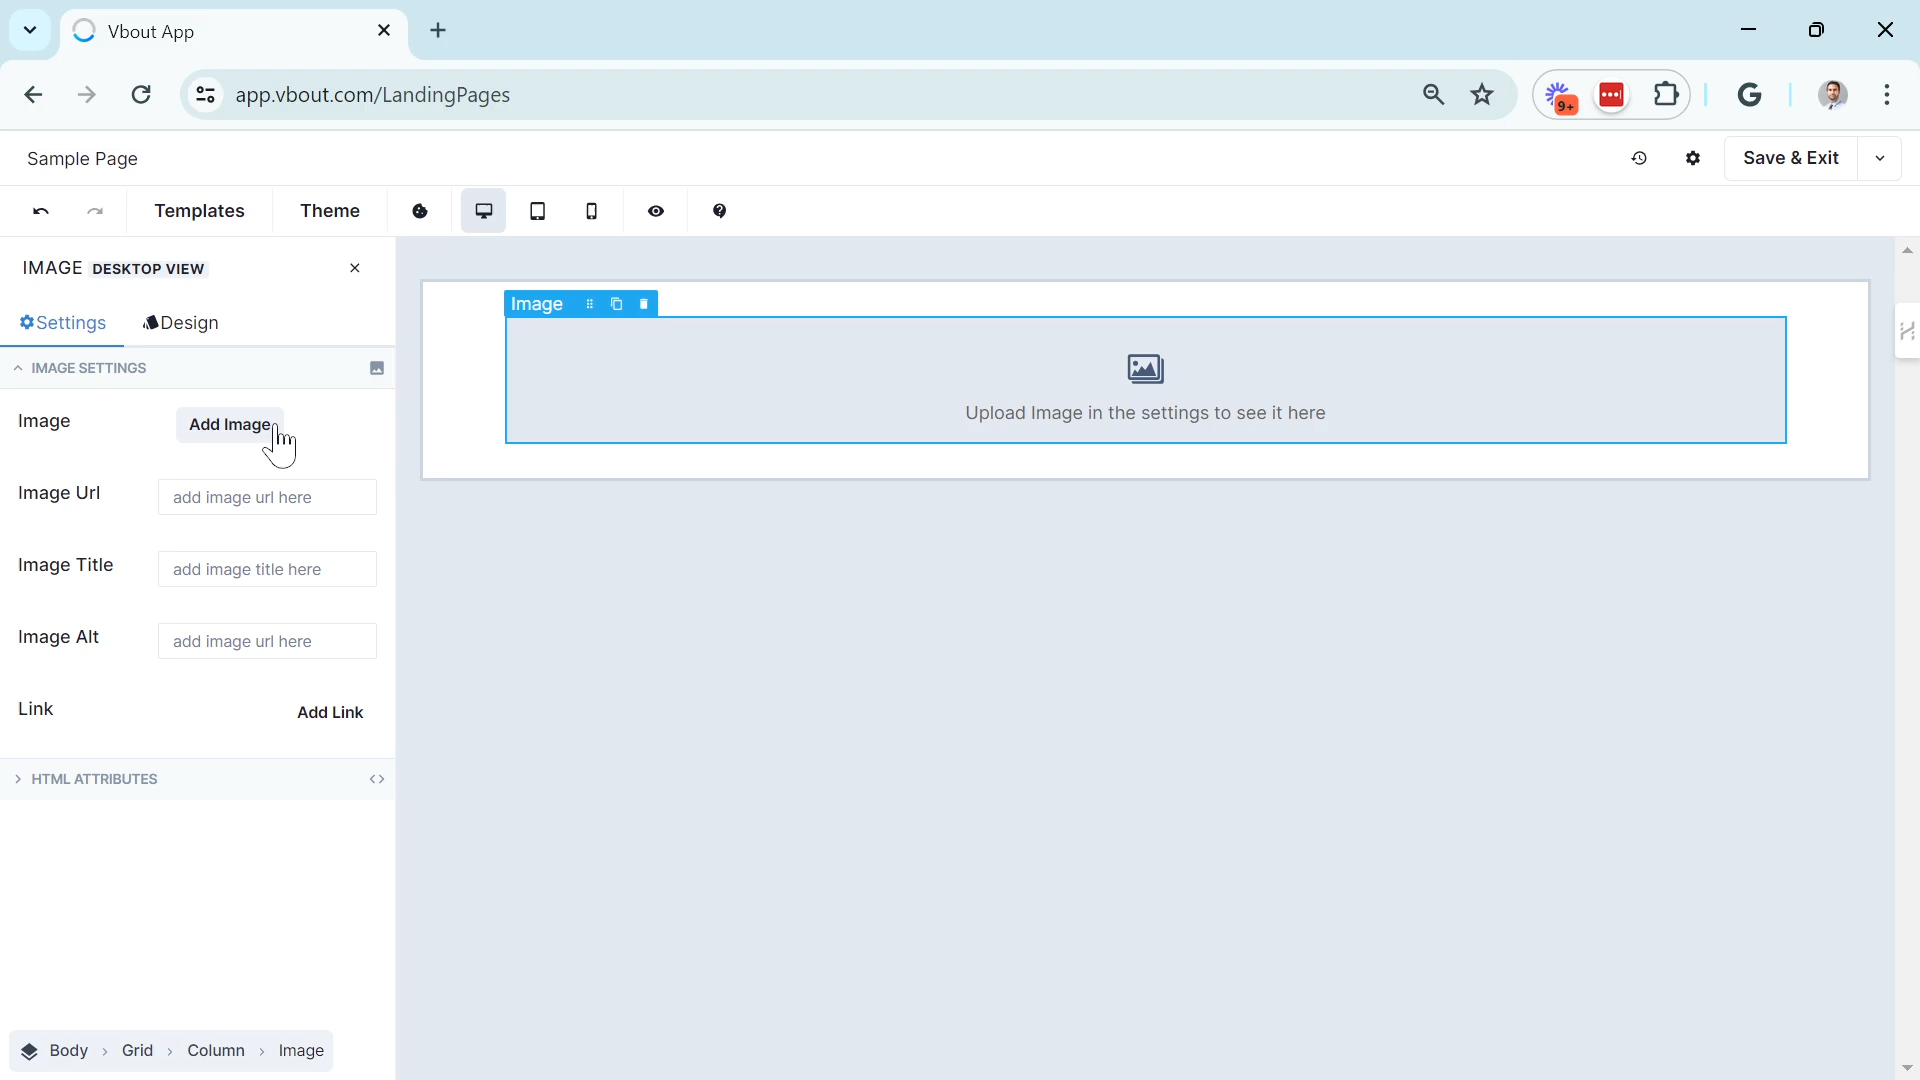 Vbout App
app.vbout.com/LandingPages
9+
Sample Page
Save & Exit
Templates
Theme
IMAGE DESKTOP VIEW
Settings
Design
IMAGE SETTINGS
Image
Add Image
Image Url
add image url here
Image Title
add image title here
Image Alt
add image url here
Link
Add Link
HTML ATTRIBUTES
Image
Upload Image in the settings to see it here
Body > Grid > Column > Image